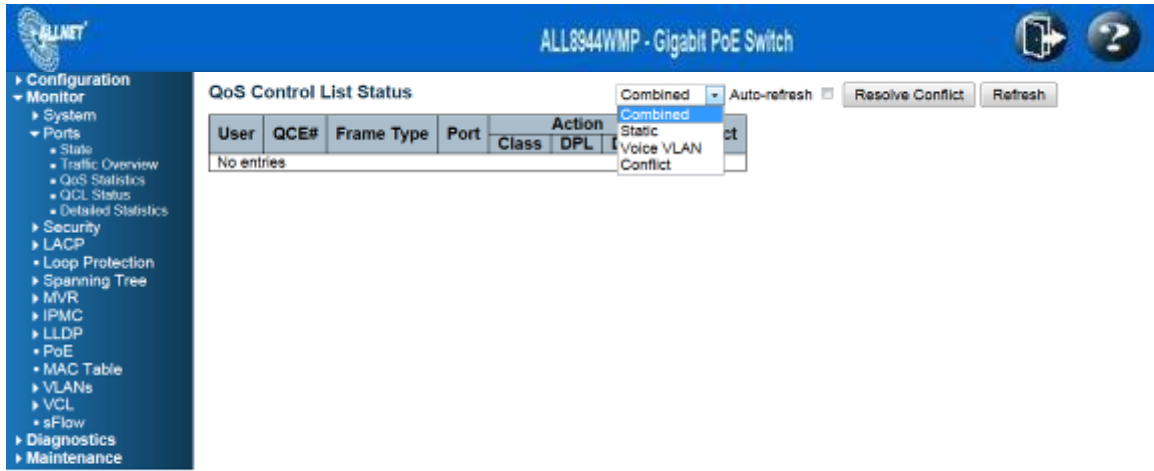 ALLNET
ALL8944WMP - Gigabit PoE Switch
?
Configuration
Monitor
System
Ports
State
Traffic Overview
QoS Statistics
QCL Status
Detailed Statistics
Security
LACP
Loop Protection
Spanning Tree
MVR
IPMC
LLDP
PoE
MAC Table
VLANs
VCL
sFlow
Diagnostics
Maintenance
QoS Control List Status
Combined Auto-refresh Resolve Conflict Refresh
Combined
Static
Voice VLAN
Conflict
User QCE# Frame Type Port Action
Class DPL
No entries